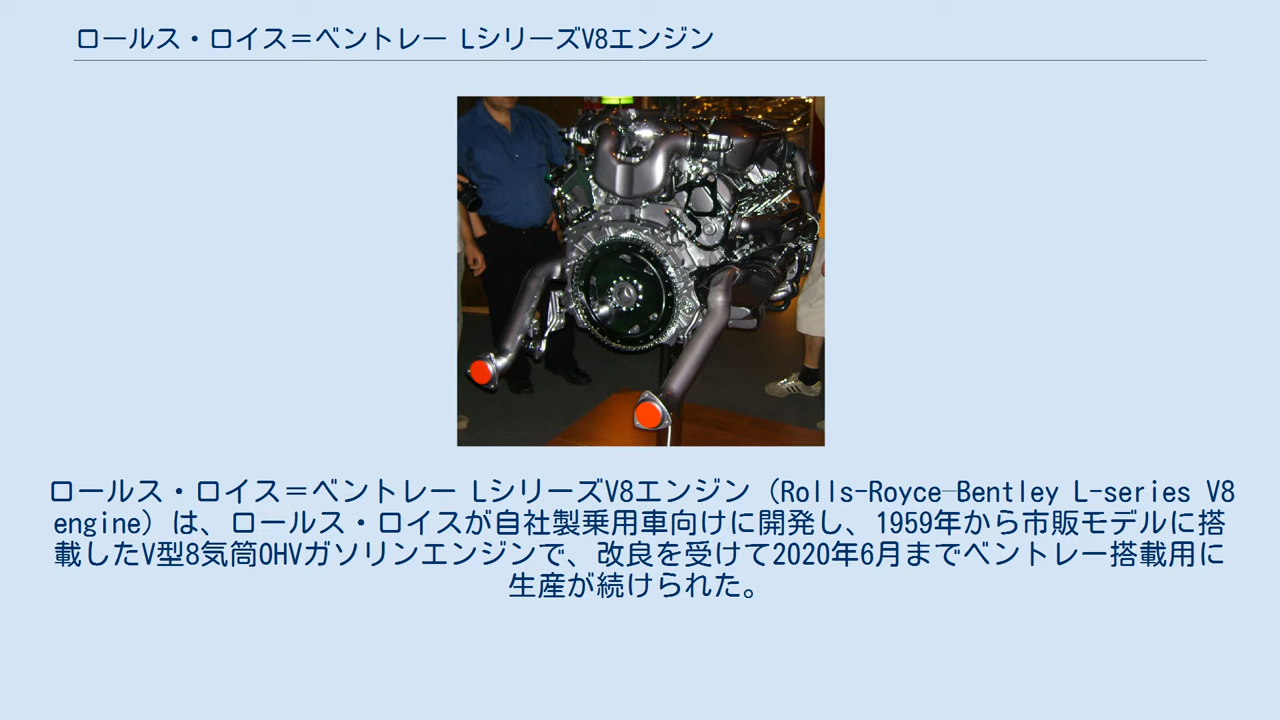 ロールス・ロイス＝ベントレー LシリーズV8エンジン
ロールス・ロイス＝ベントレー LシリーズV8エンジン（Rolls-Royce–Bentley L-series V8
engine）は、ロールス・ロイスが自社製乗用車向けに開発し、1959年から市販モデルに搭
載したV型8気筒OHVガソリンエンジンで、改良を受けて2020年6月までベントレー搭載用に
生産が続けられた。